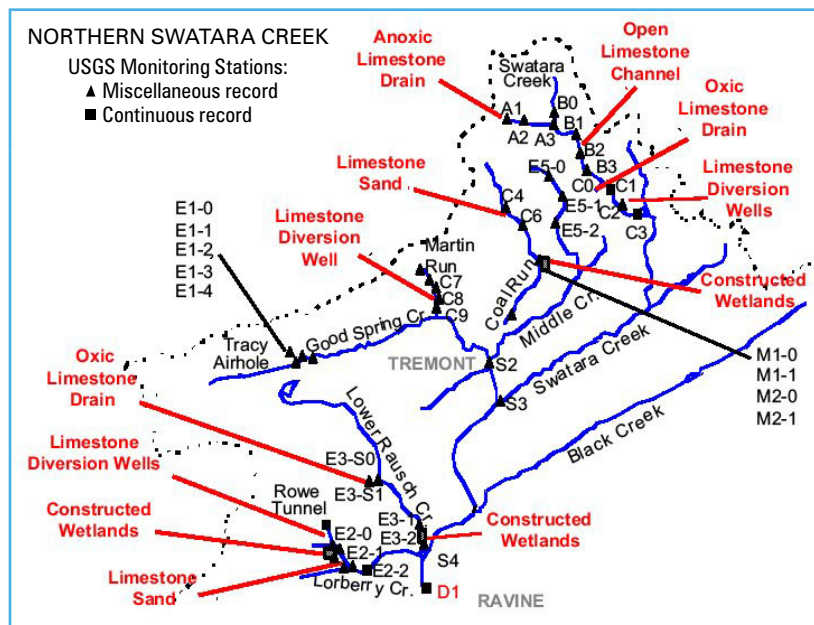 NORTHERN SWATARA CREEK
USGS Monitoring Stations:
▲ Miscellaneous record
■ Continuous record
Anoxic
Limestone
Drain
Swatara
Creek
Open
Limestone
Channel
Oxic
Limestone
Drain
A1
A2
A3
B0
B1
B2
B3
C0
C1
C2
C3
Limestone
Diversion
Wells
Limestone
Sand
E5-0
E5-1
E5-2
C4
C6
Limestone
Diversion
Well
Martin
Run
C7
C8
C9
E1-0
E1-1
E1-2
E1-3
E1-4
Coal Run
Constructed
Wetlands
Middle Cr.
Good Spring Cr.
Tracy
Airhole
TREMONT
S2
S3
Swatara Creek
Black Creek
M1-0
M1-1
M2-0
M2-1
Oxic
Limestone
Drain
Lower Rausch Cr.
Limestone
Diversion Wells
E3-S0
E3-S1
Rowe
Tunnel
Constructed
Wetlands
E2-0
E2-1
E2-2
E3-1
E3-2
Constructed
Wetlands
S4
Limestone
Sand
Lorberry Cr.
D1
RAVINE